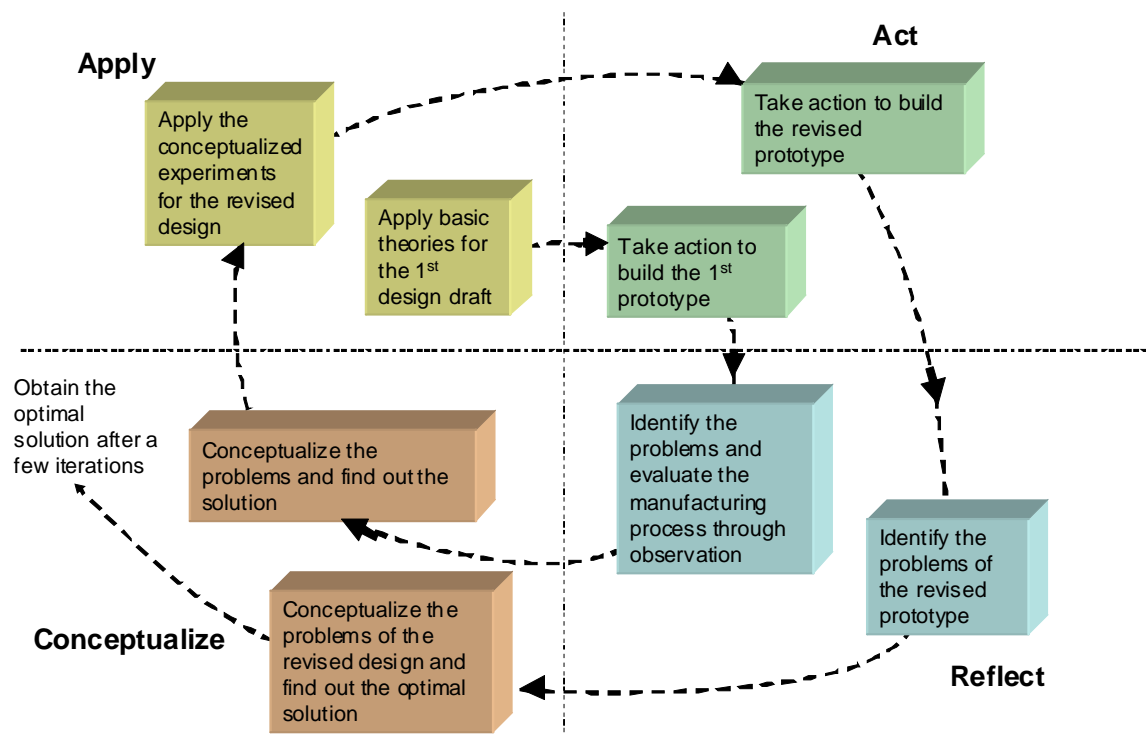 Apply
Act
Apply the
conceptualized
experiments
for the revised
design
Take action to build
the revised
prototype
Apply basic
theories for
the 1st
design draft
Take action to
build the 1st
prototype
Obtain the
optimal
solution after a
few iterations
Conceptualize the
problems and find out the
solution
Identify the
problems and
evaluate the
manufacturing
process through
observation
Identify the
problems of
the revised
prototype
Conceptualize the
problems of the
revised design and
find out the optimal
solution
Conceptualize
Reflect